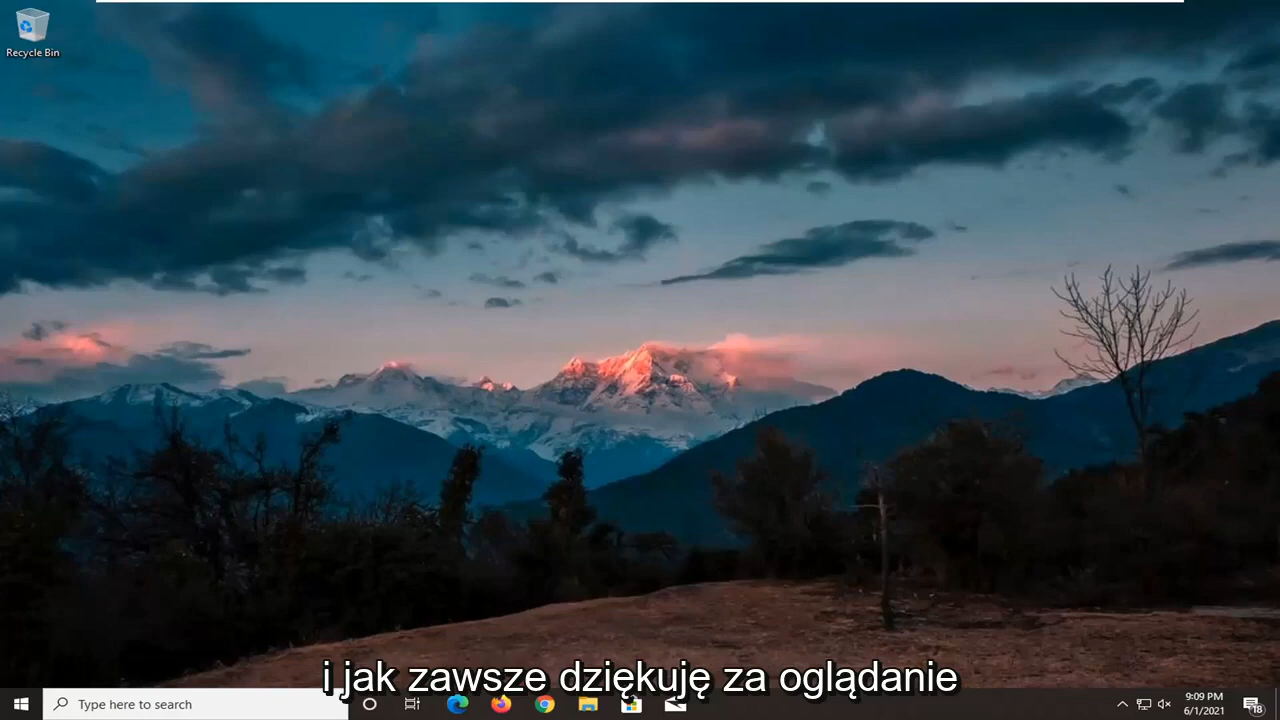 Recycle Bin
i jak zawsze dziękuję za oglądanie
Type here to search
9:09 PM
6/1/2021
18